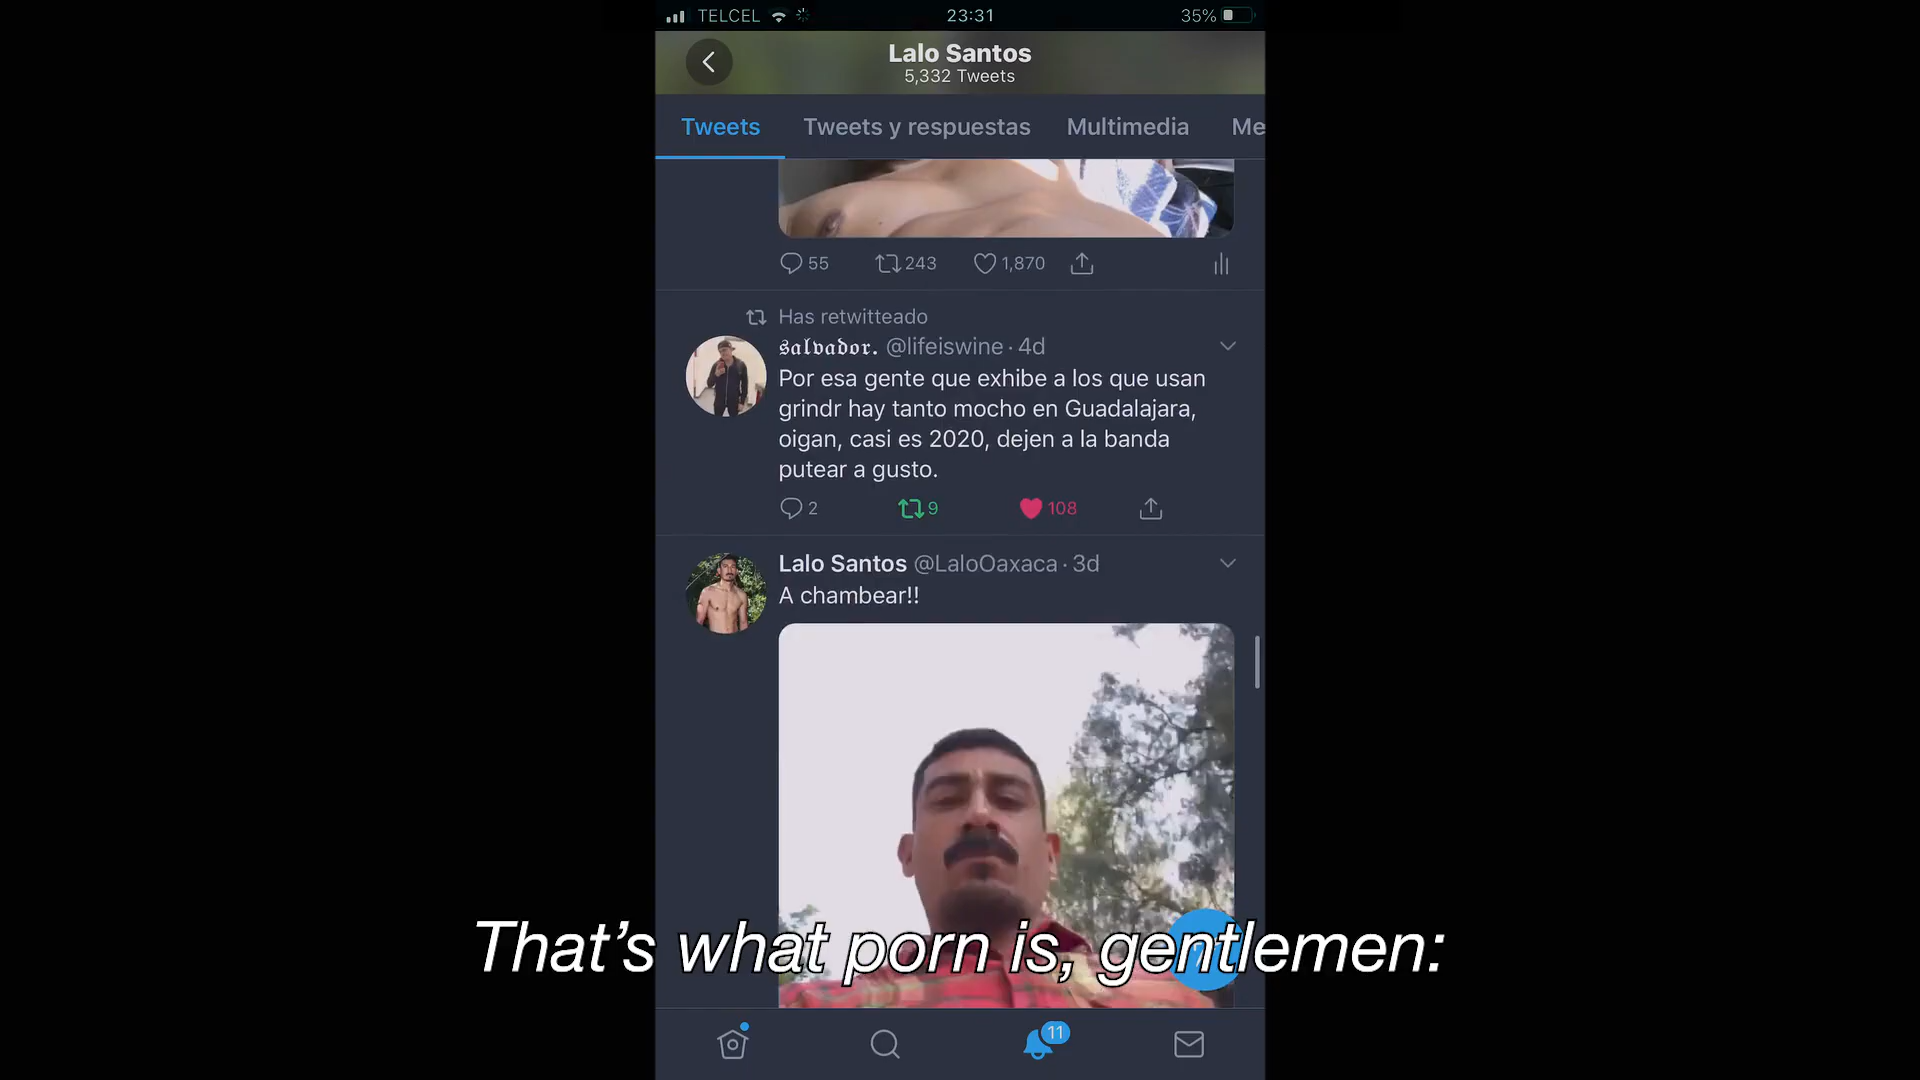 TELCEL 23:31 35%
Lalo Santos
5,332 Tweets
Tweets Tweets y respuestas Multimedia Me
55 243 1,870
Has retwitteado
salvador. @lifeiswine · 4d
Por esa gente que exhibe a los que usan
grindr hay tanto mocho en Guadalajara,
oigan, casi es 2020, dejen a la banda
putear a gusto.
2 9 108
Lalo Santos @LaloOaxaca · 3d
A chambear!!
That's what porn is, gentlemen:
11